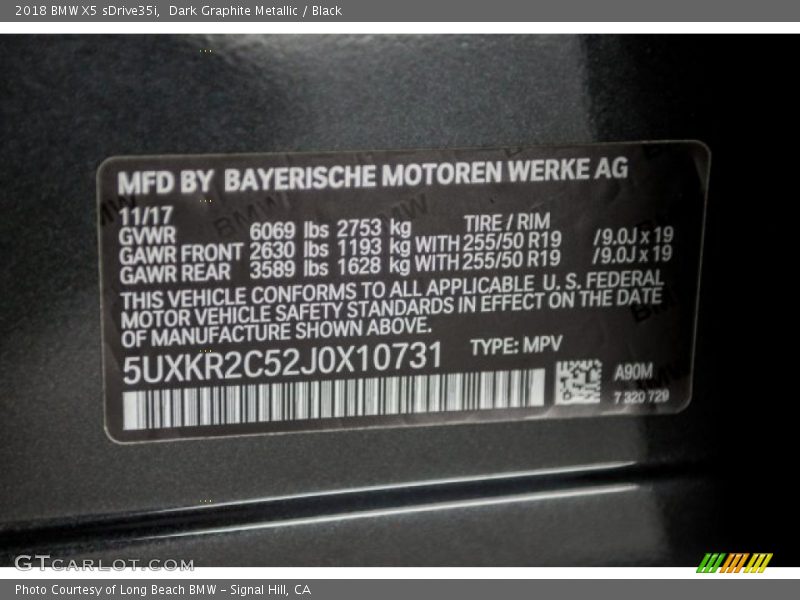 2018 BMW X5 sDrive35i, Dark Graphite Metallic / Black
MFD BY BAYERISCHE MOTOREN WERKE AG
11/17
GVWR 6069 lbs 2753 kg TIRE / RIM
GAWR FRONT 2630 lbs 1193 kg WITH 255/50 R19 /9.0J x 19
GAWR REAR 3589 lbs 1628 kg WITH 255/50 R19 /9.0J x 19
THIS VEHICLE CONFORMS TO ALL APPLICABLE U. S. FEDERAL
MOTOR VEHICLE SAFETY STANDARDS IN EFFECT ON THE DATE
OF MANUFACTURE SHOWN ABOVE.
5UXKR2C52J0X10731 TYPE: MPV
A90M
7 320 729
GTCARLOT.COM
Photo Courtesy of Long Beach BMW - Signal Hill, CA